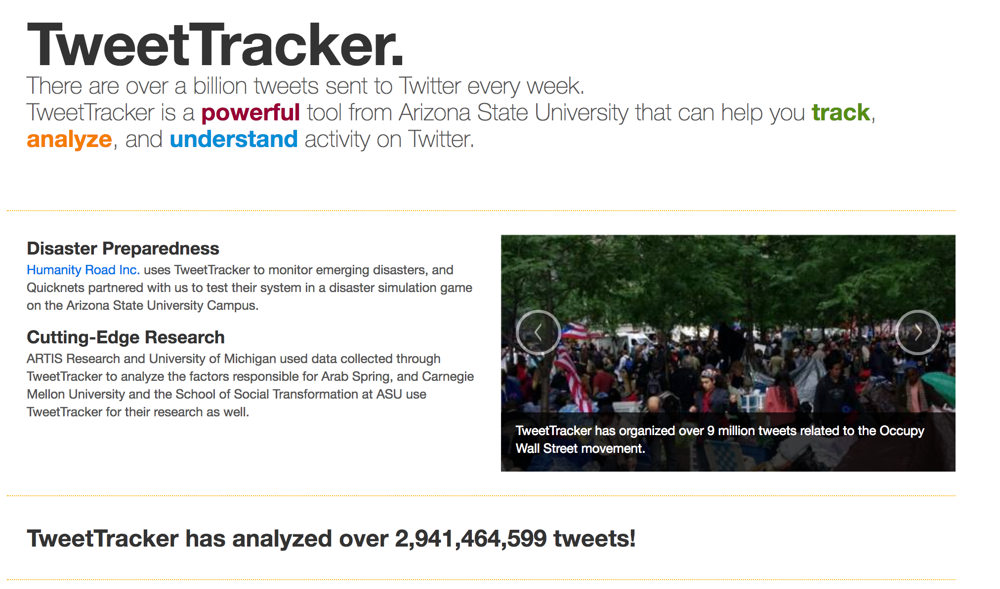 TweetTracker.
There are over a billion tweets sent to Twitter every week.
TweetTracker is a powerful tool from Arizona State University that can help you track,
analyze, and understand activity on Twitter.
Disaster Preparedness
Humanity Road Inc. uses TweetTracker to monitor emerging disasters, and
Quicknets partnered with us to test their system in a disaster simulation game
on the Arizona State University Campus.
Cutting-Edge Research
ARTIS Research and University of Michigan used data collected through
TweetTracker to analyze the factors responsible for Arab Spring, and Carnegie
Mellon University and the School of Social Transformation at ASU use
TweetTracker for their research as well.
TweetTracker has organized over 9 million tweets related to the Occupy
Wall Street movement.
TweetTracker has analyzed over 2,941,464,599 tweets!